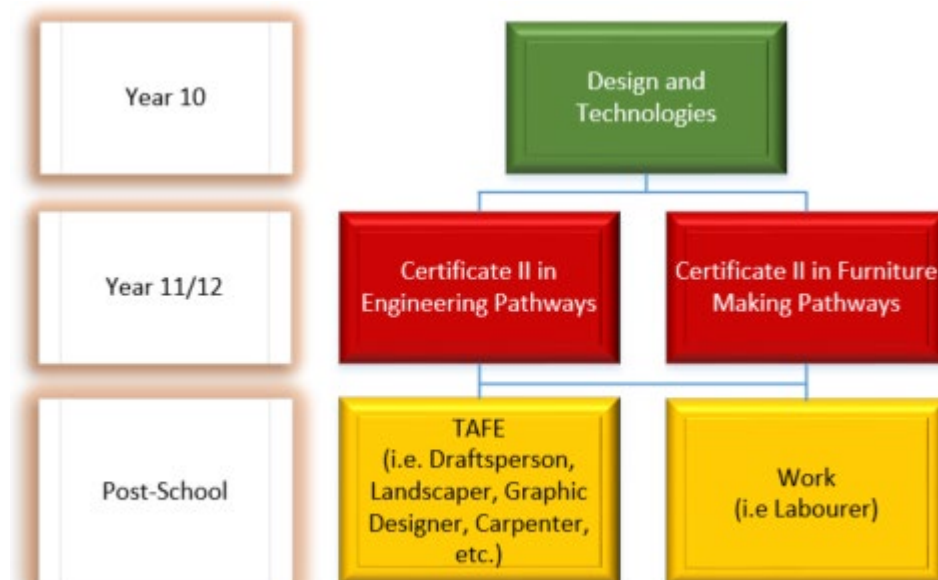 Year 10
Design and
Technologies
Year 11/12
Certificate II in
Engineering Pathways
Certificate II in Furniture
Making Pathways
Post-School
TAFE
(i.e. Draftsperson,
Landscaper, Graphic
Designer, Carpenter,
etc.)
Work
(i.e Labourer)